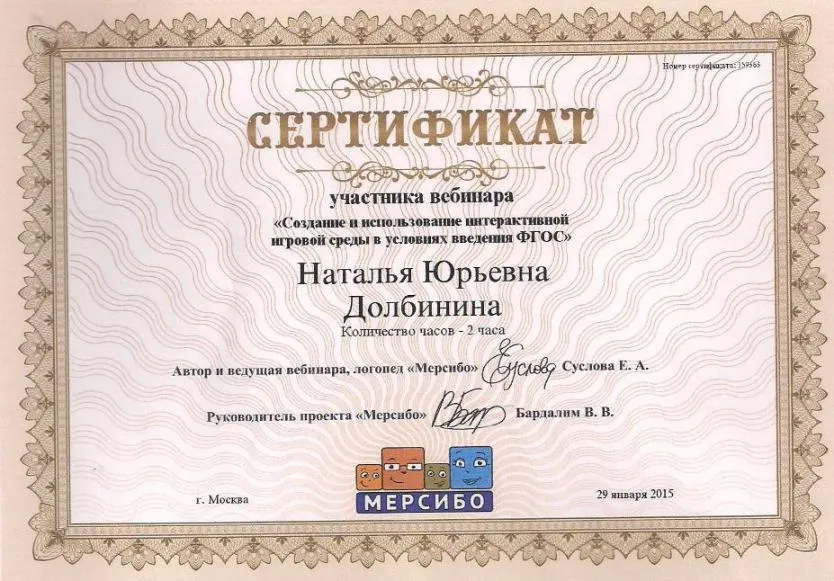 Номер сертификата: 159563
СЕРТИФИКАТ
участника вебинара
«Создание и использование интерактивной
игровой среды в условиях введения ФГОС»
Наталья Юрьевна
Долбинина
Количество часов - 2 часа
Автор и ведущая вебинара, логопед «Мерсибо» Суслова Суслова Е. А.
Руководитель проекта «Мерсибо» Бардалим В. В.
МЕРСИБО
г. Москва 29 января 2015